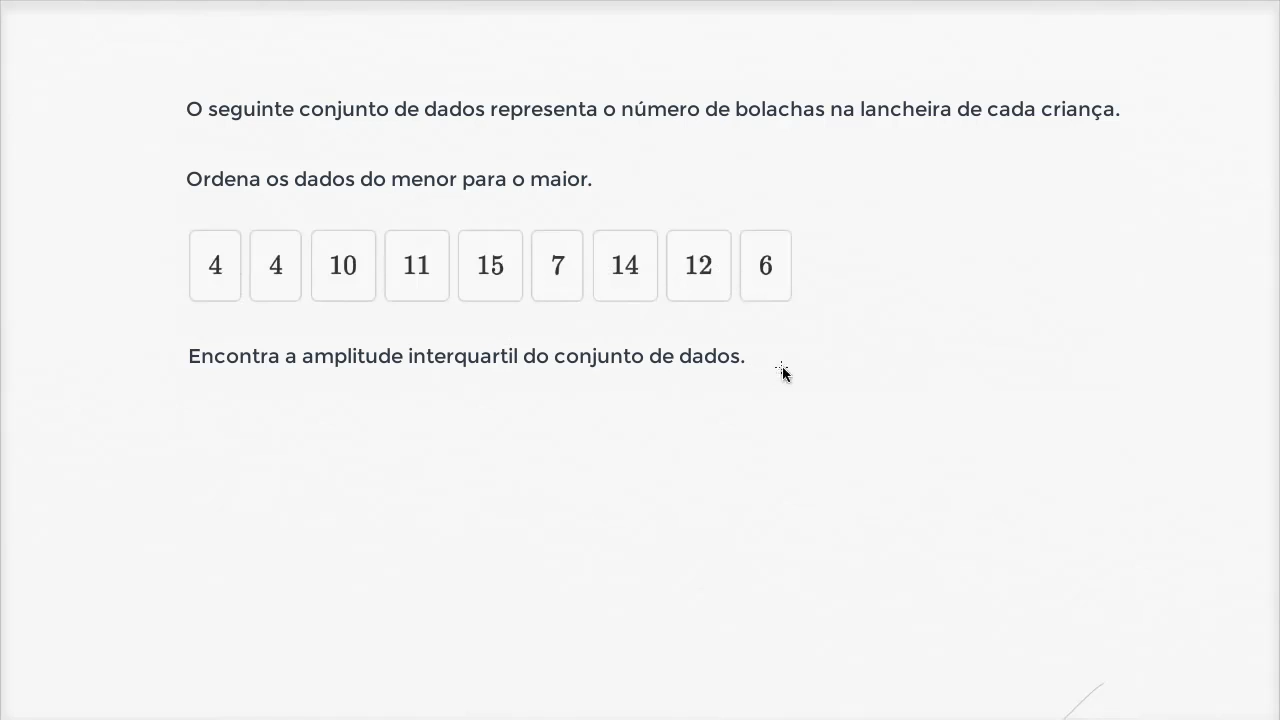 O seguinte conjunto de dados representa o número de bolachas na lancheira de cada criança.
Ordena os dados do menor para o maior.
4 4 10 11 15 7 14 12 6
Encontra a amplitude interquartil do conjunto de dados.